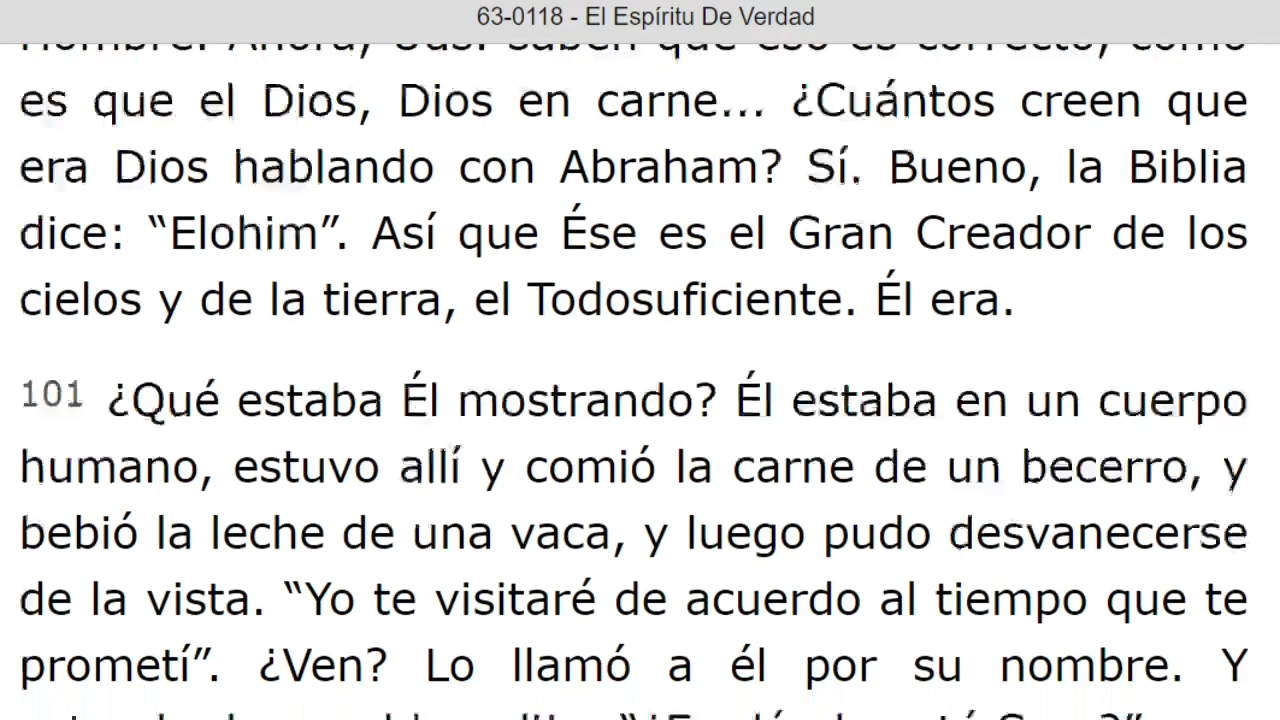 63-0118 - El Espíritu De Verdad
es que el Dios, Dios en carne... ¿Cuántos creen que
era Dios hablando con Abraham? Sí. Bueno, la Biblia
dice: “Elohim”. Así que Ése es el Gran Creador de los
cielos y de la tierra, el Todosuficiente. Él era.
101 ¿Qué estaba Él mostrando? Él estaba en un cuerpo
humano, estuvo allí y comió la carne de un becerro, y
bebió la leche de una vaca, y luego pudo desvanecerse
de la vista. “Yo te visitaré de acuerdo al tiempo que te
prometí”. ¿Ven? Lo llamó a él por su nombre. Y